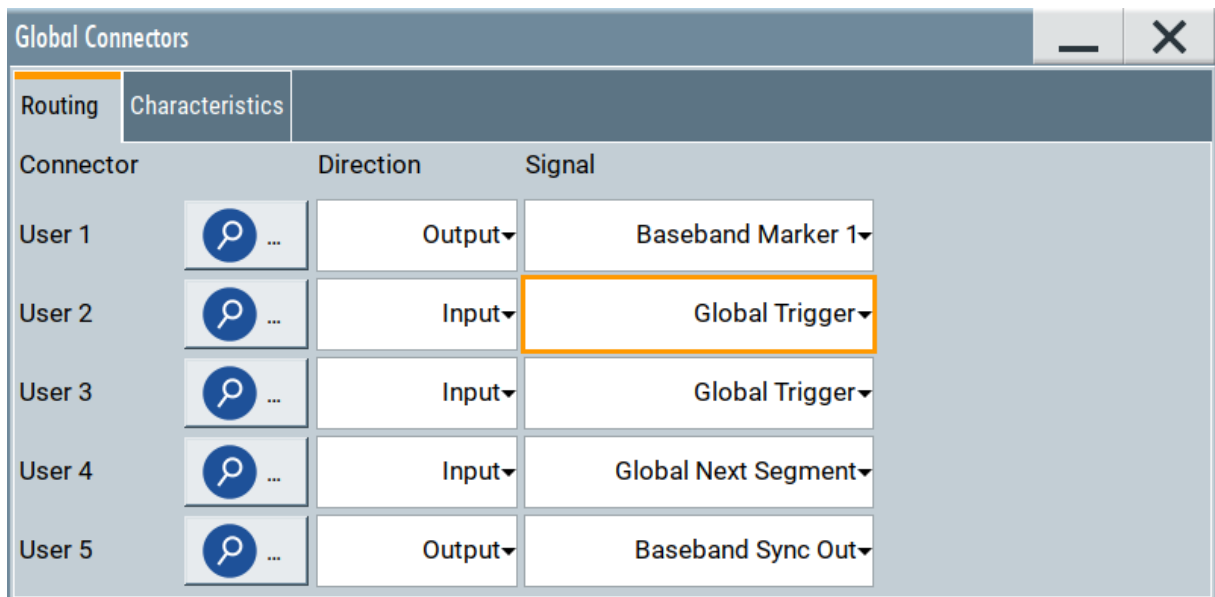 Global Connectors
Routing Characteristics
Connector Direction Signal
User 1 ... Output Baseband Marker 1
User 2 ... Input Global Trigger
User 3 ... Input Global Trigger
User 4 ... Input Global Next Segment
User 5 ... Output Baseband Sync Out